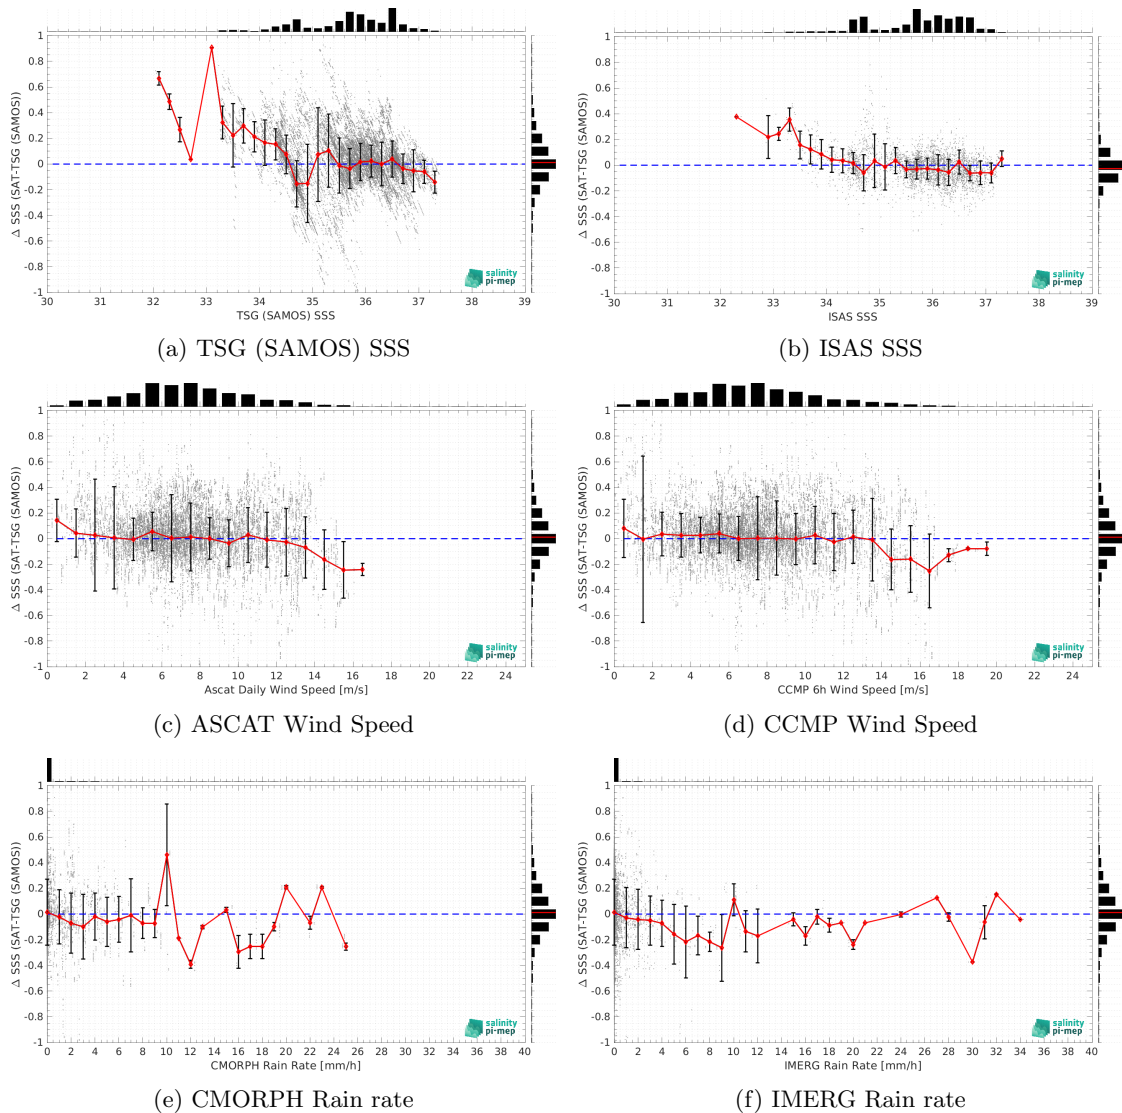 1
0.8
0.6
0.4
0.2
0
-0.2
-0.4
-0.6
-0.8
-1
Δ SSS (SAT-TSG (SAMOS))
30 31 32 33 34 35 36 37 38 39
TSG (SAMOS) SSS
salinity
pi-mep
(a) TSG (SAMOS) SSS
1
0.8
0.6
0.4
0.2
0
-0.2
-0.4
-0.6
-0.8
-1
Δ SSS (SAT-TSG (SAMOS))
30 31 32 33 34 35 36 37 38 39
ISAS SSS
salinity
pi-mep
(b) ISAS SSS
1
0.8
0.6
0.4
0.2
0
-0.2
-0.4
-0.6
-0.8
-1
Δ SSS (SAT-TSG (SAMOS))
0 2 4 6 8 10 12 14 16 18 20 22 24
Ascat Daily Wind Speed [m/s]
salinity
pi-mep
(c) ASCAT Wind Speed
1
0.8
0.6
0.4
0.2
0
-0.2
-0.4
-0.6
-0.8
-1
Δ SSS (SAT-TSG (SAMOS))
0 2 4 6 8 10 12 14 16 18 20 22 24
CCMP 6h Wind Speed [m/s]
salinity
pi-mep
(d) CCMP Wind Speed
1
0.8
0.6
0.4
0.2
0
-0.2
-0.4
-0.6
-0.8
-1
Δ SSS (SAT-TSG (SAMOS))
0 2 4 6 8 10 12 14 16 18 20 22 24 26 28 30 32 34 36 38 40
CMORPH Rain Rate [mm/h]
salinity
pi-mep
(e) CMORPH Rain rate
1
0.8
0.6
0.4
0.2
0
-0.2
-0.4
-0.6
-0.8
-1
Δ SSS (SAT-TSG (SAMOS))
0 2 4 6 8 10 12 14 16 18 20 22 24 26 28 30 32 34 36 38 40
IMERG Rain Rate [mm/h]
salinity
pi-mep
(f) IMERG Rain rate